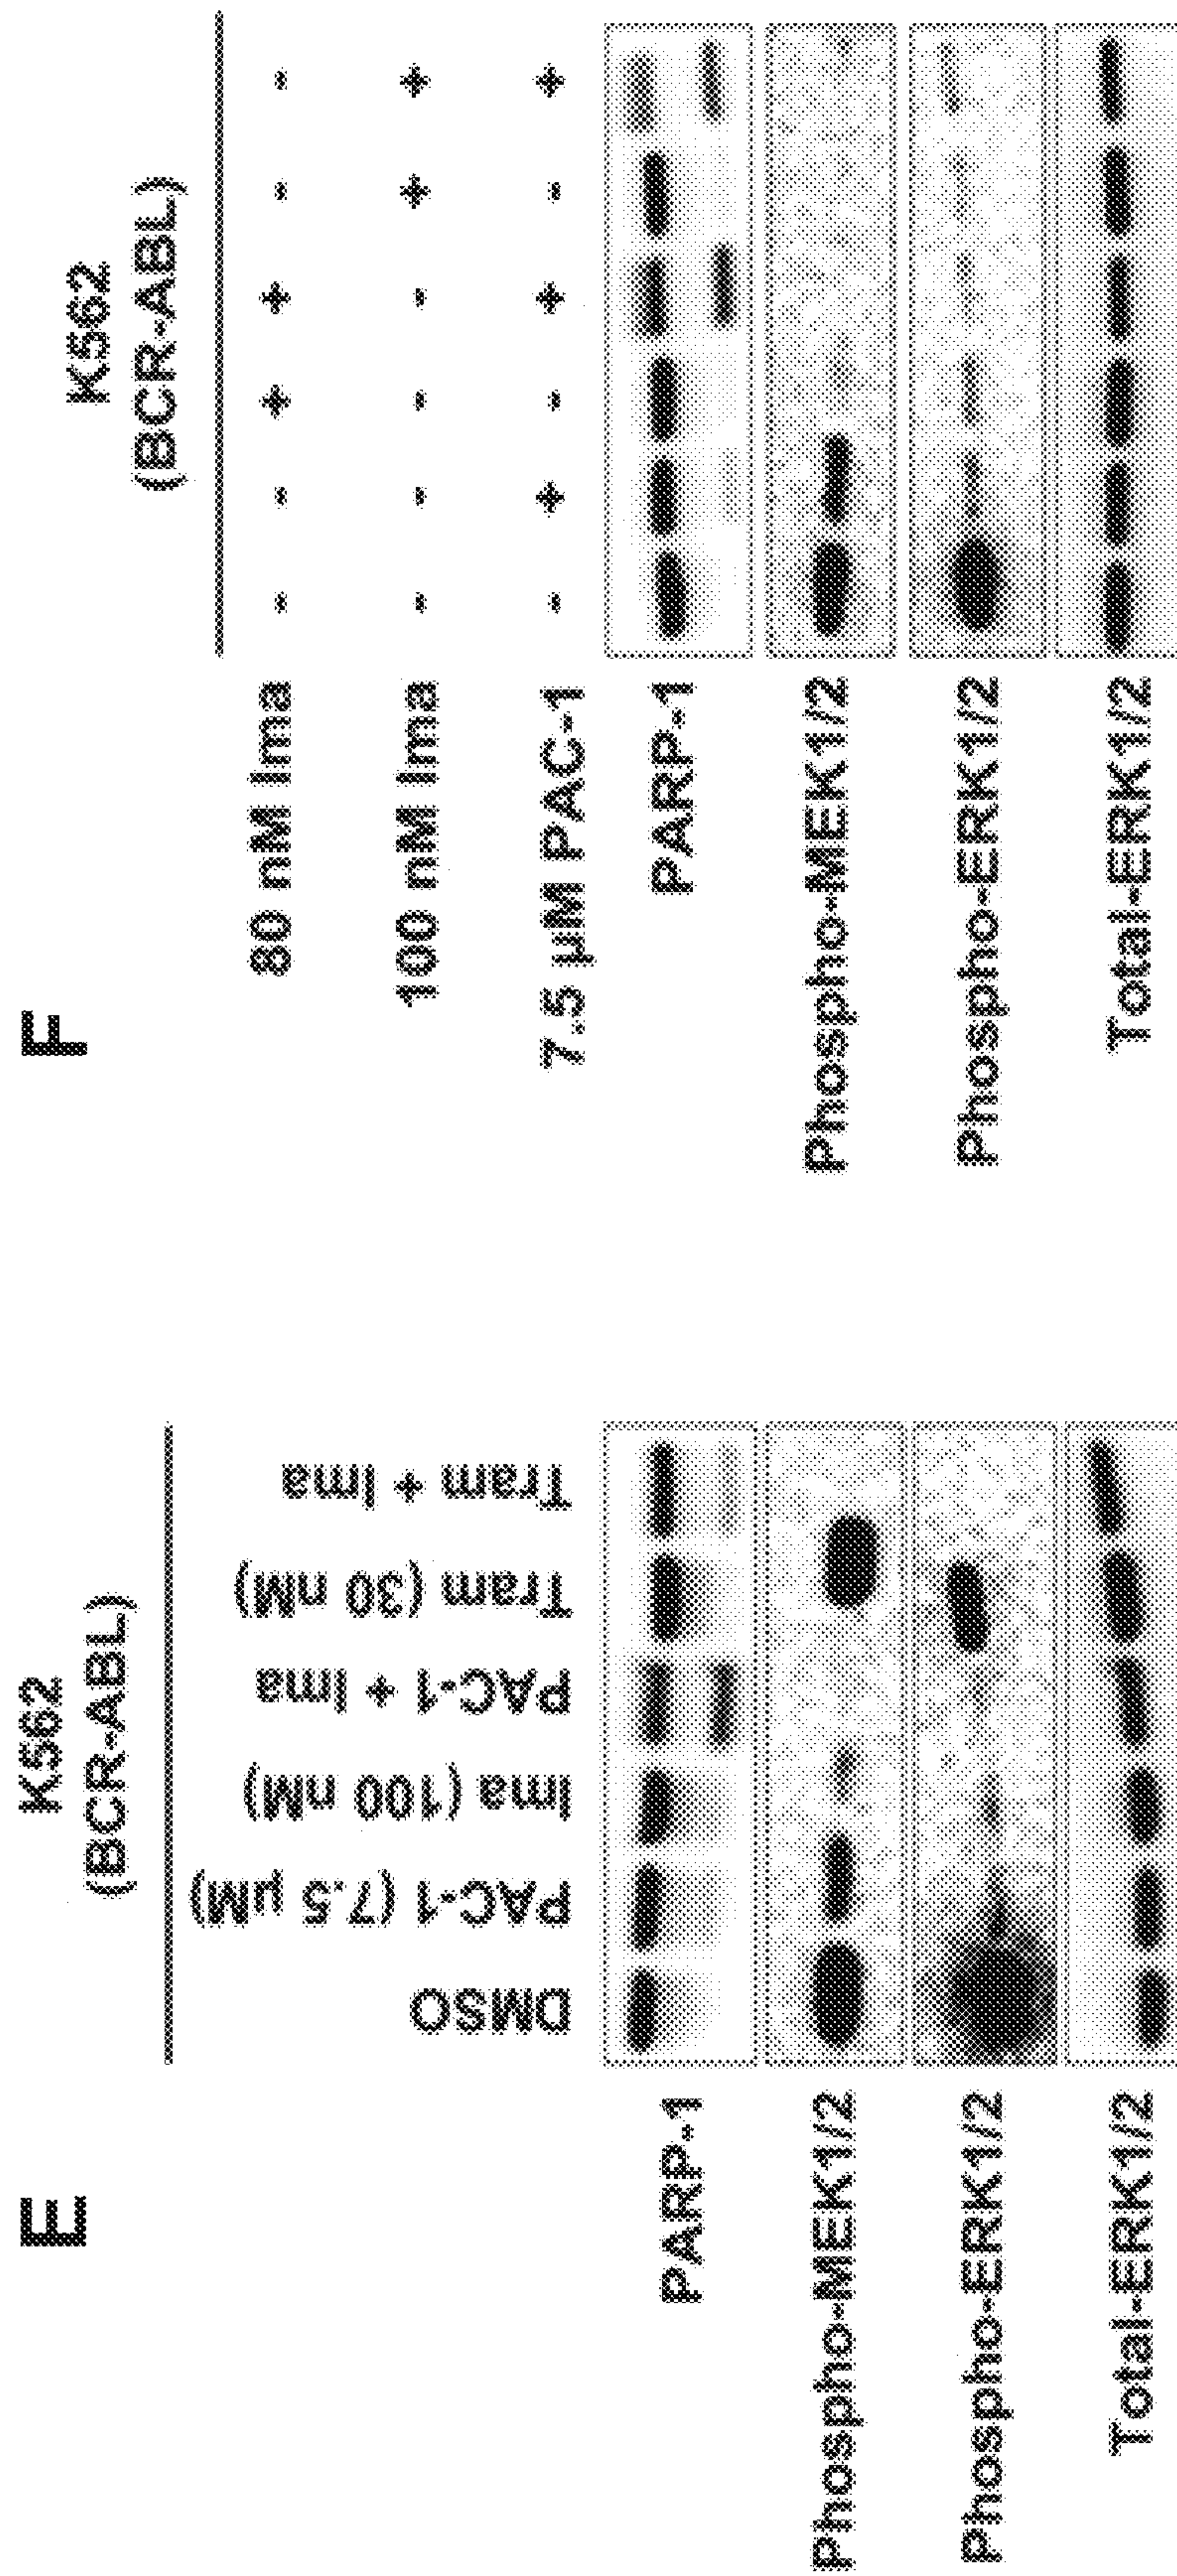 E
K562
(BCR-ABL)
DMSO
PAC-1 (7.5 µM)
Ima (100 nM)
PAC-1 + Ima
Tram (30 nM)
Tram + Ima
PARP-1
Phospho-MEK1/2
Phospho-ERK1/2
Total-ERK1/2
F
K562
(BCR-ABL)
80 nM Ima - - + + - -
100 nM Ima - - - - + +
7.5 µM PAC-1 - + - + - +
PARP-1
Phospho-MEK1/2
Phospho-ERK1/2
Total-ERK1/2